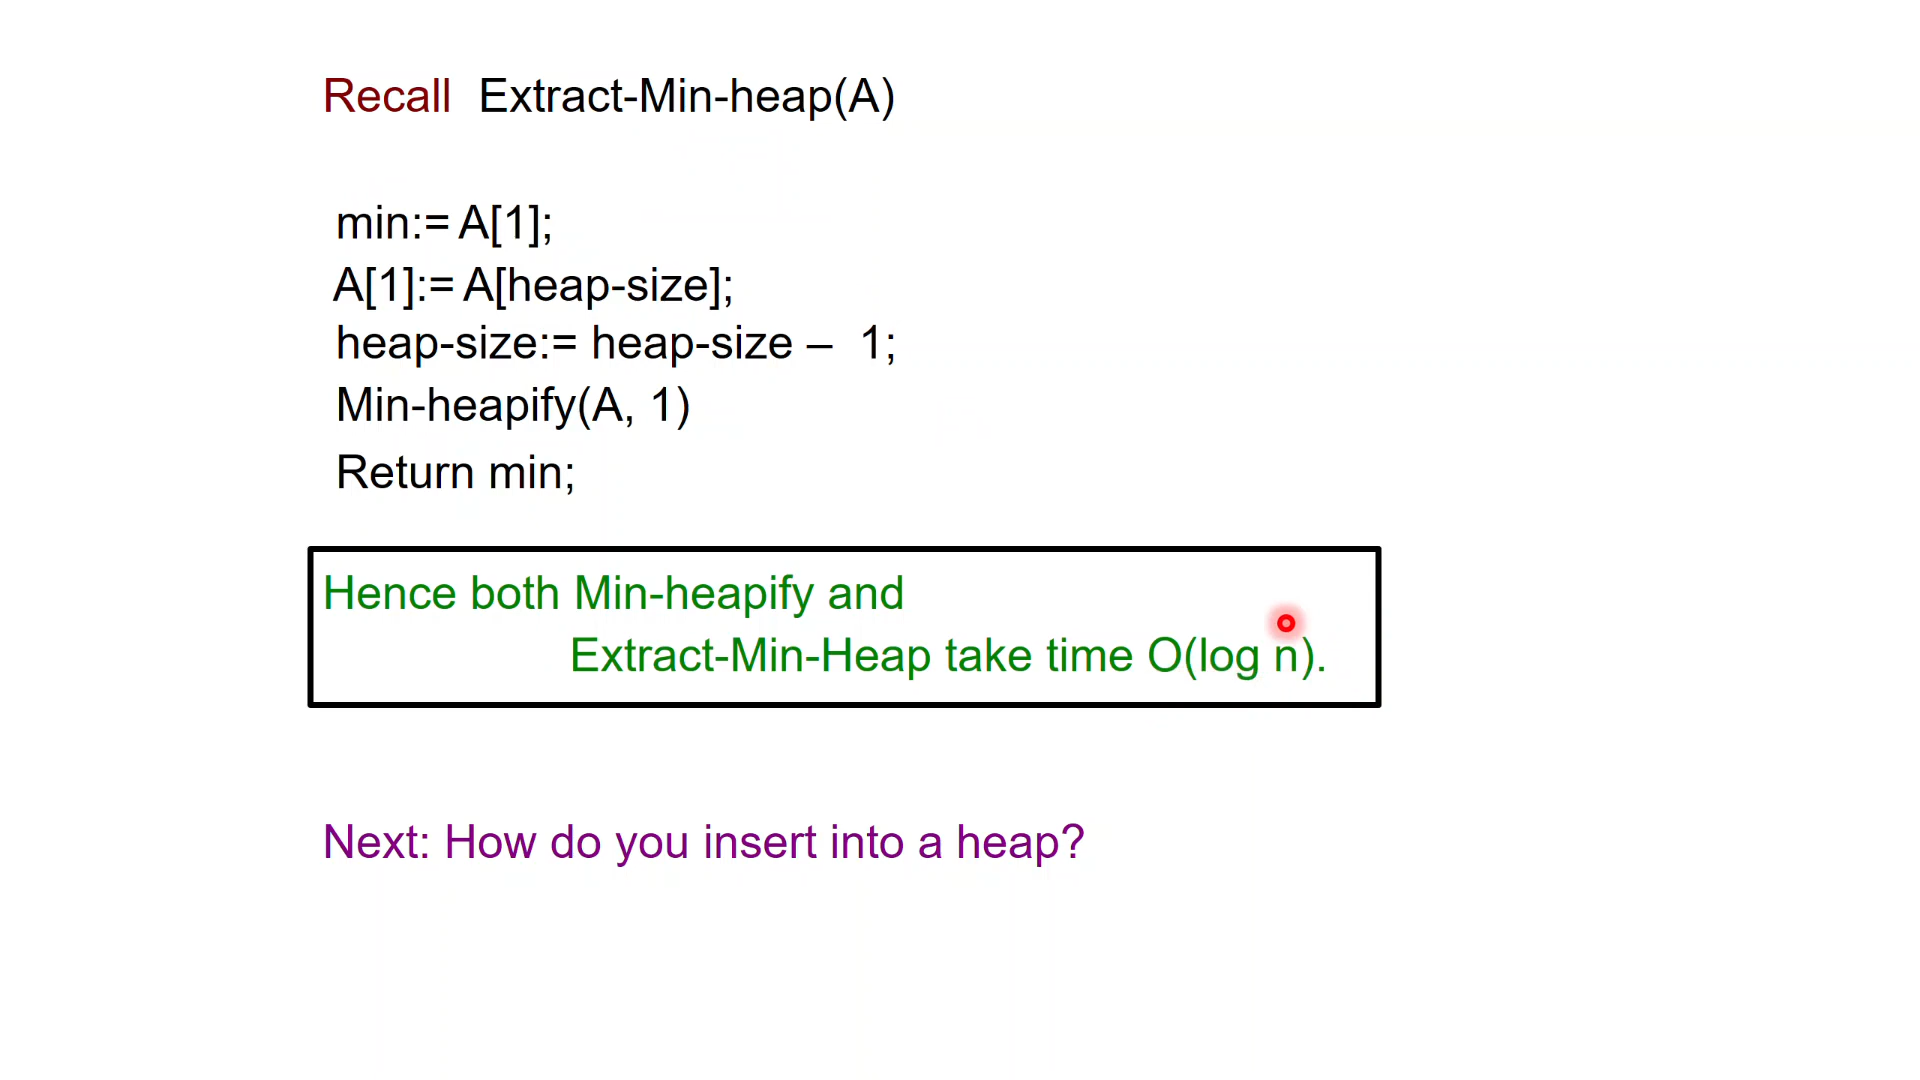 Recall Extract-Min-heap(A)
min:= A[1];
A[1]:= A[heap-size];
heap-size:= heap-size – 1;
Min-heapify(A, 1)
Return min;
Hence both Min-heapify and
Extract-Min-Heap take time O(log n).
Next: How do you insert into a heap?